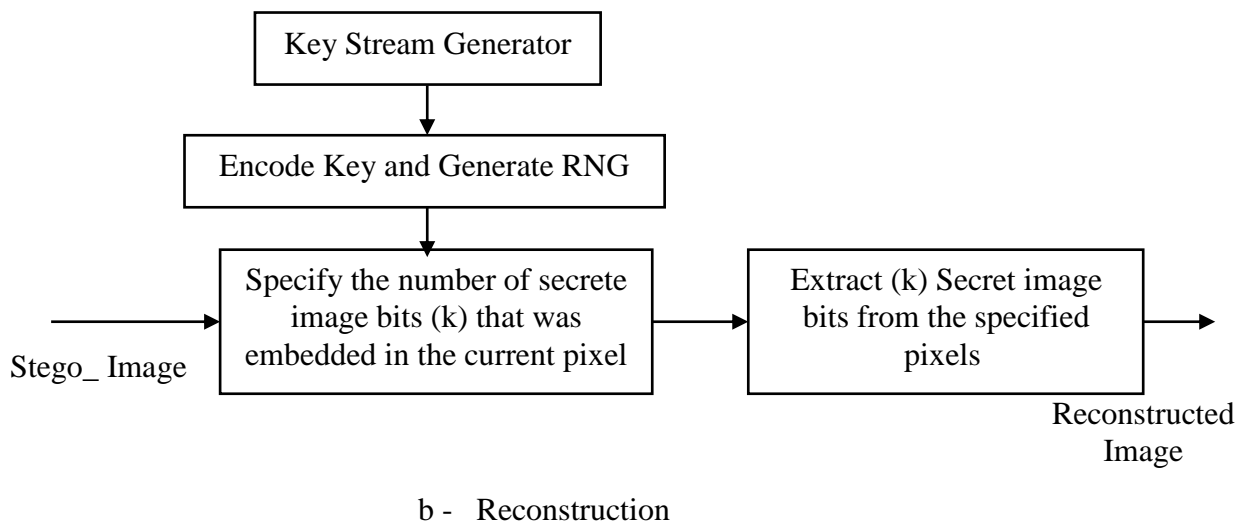 Key Stream Generator
Encode Key and Generate RNG
Specify the number of secrete
image bits (k) that was
embedded in the current pixel
Extract (k) Secret image
bits from the specified
pixels
Stego_ Image
Reconstructed
Image
b - Reconstruction